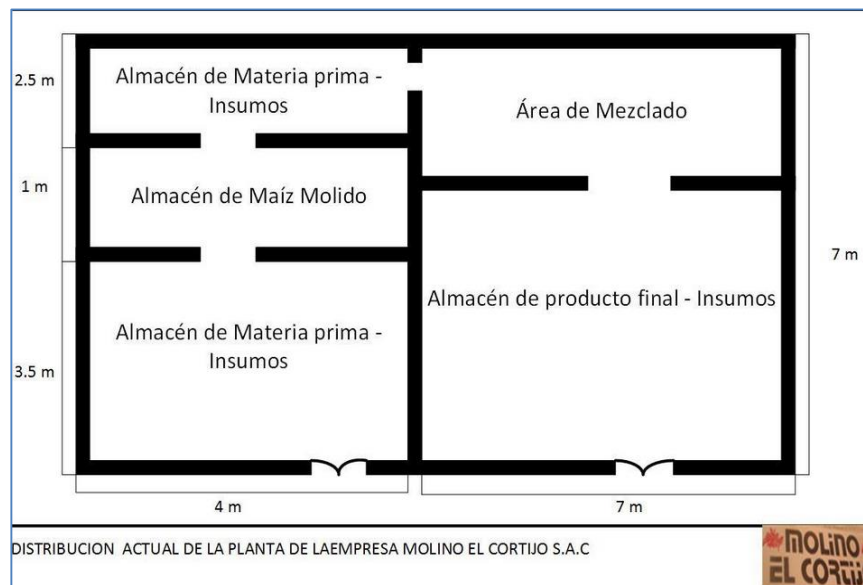 2.5 m
Almacén de Materia prima -
Insumos
Área de Mezclado
1 m
Almacén de Maíz Molido
7 m
Almacén de producto final - Insumos
Almacén de Materia prima -
Insumos
3.5 m
4 m
7 m
DISTRIBUCION ACTUAL DE LA PLANTA DE LAEMPRESA MOLINO EL CORTIJO S.A.C
MOLINO
EL CORTIJ